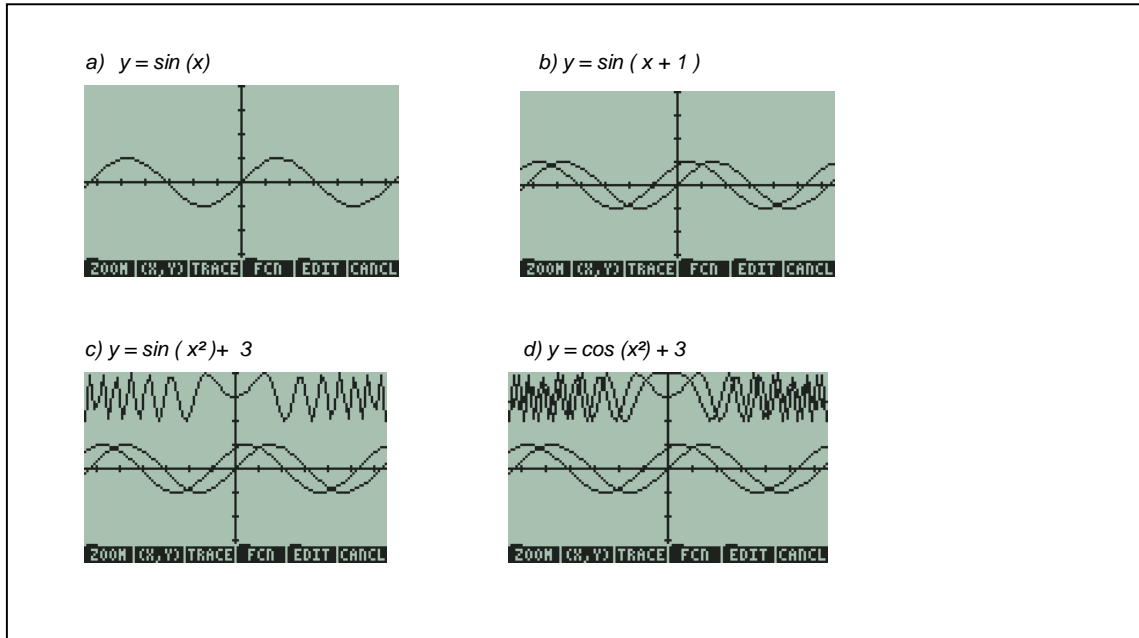 a) y = sin (x)
b) y = sin ( x + 1 )
ZOOM (X,Y) TRACE FCN EDIT CANCL
ZOOM (X,Y) TRACE FCN EDIT CANCL
c) y = sin ( x² )+ 3
d) y = cos (x²) + 3
ZOOM (X,Y) TRACE FCN EDIT CANCL
ZOOM (X,Y) TRACE FCN EDIT CANCL